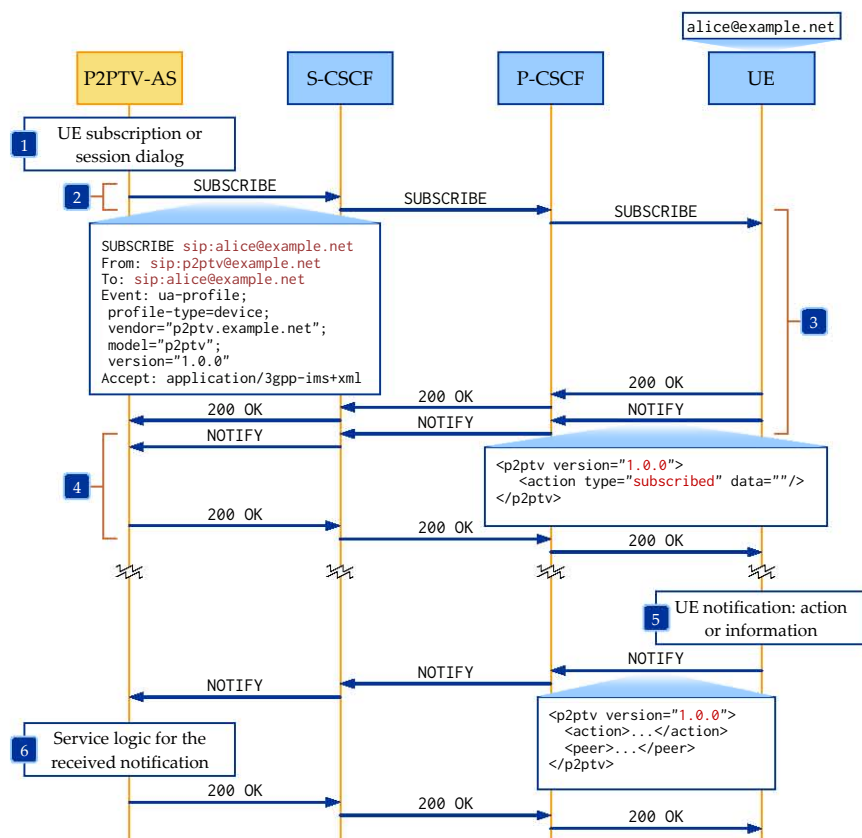 alice@example.net
P2PTV-AS
S-CSCF
P-CSCF
UE
1
UE subscription or
session dialog
2
SUBSCRIBE
SUBSCRIBE
SUBSCRIBE
SUBSCRIBE sip:alice@example.net
From: sip:p2ptv@example.net
To: sip:alice@example.net
Event: ua-profile;
profile-type=device;
vendor="p2ptv.example.net";
model="p2ptv";
version="1.0.0"
Accept: application/3gpp-ims+xml
3
200 OK
200 OK
200 OK
NOTIFY
NOTIFY
NOTIFY
4
<p2ptv version="1.0.0">
<action type="subscribed" data=""/>
</p2ptv>
200 OK
200 OK
200 OK
5
UE notification: action
or information
NOTIFY
NOTIFY
NOTIFY
<p2ptv version="1.0.0">
<action>...</action>
<peer>...</peer>
</p2ptv>
6
Service logic for the
received notification
200 OK
200 OK
200 OK